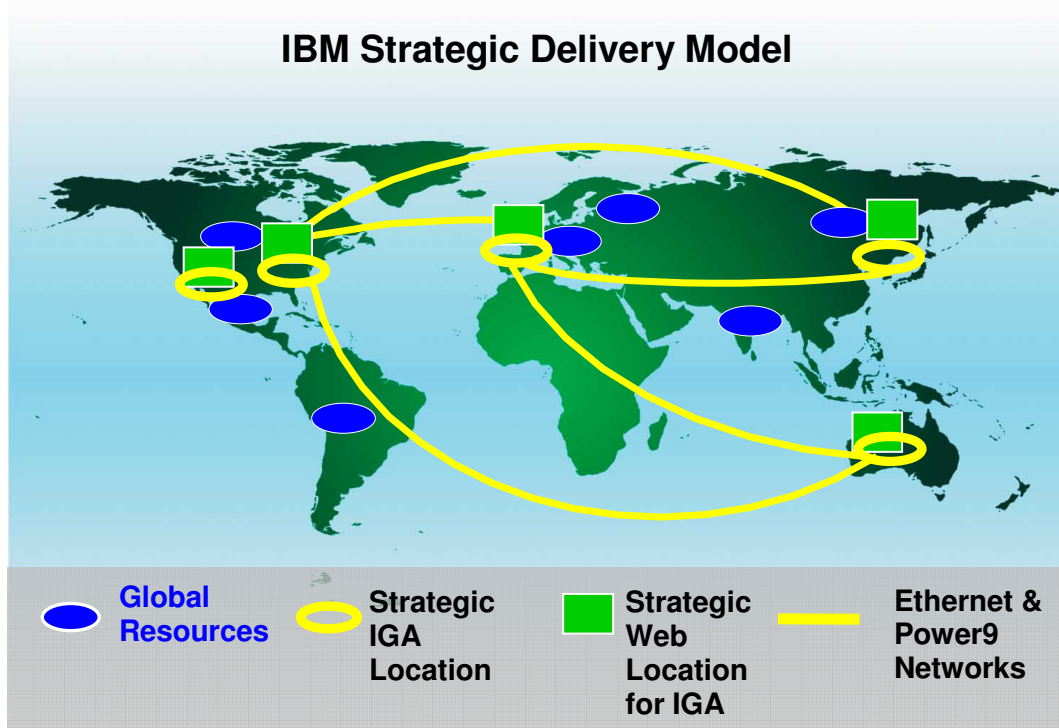 IBM Strategic Delivery Model
Global
Resources
Strategic
IGA
Location
Strategic
Web
Location
for IGA
Ethernet &
Power9
Networks